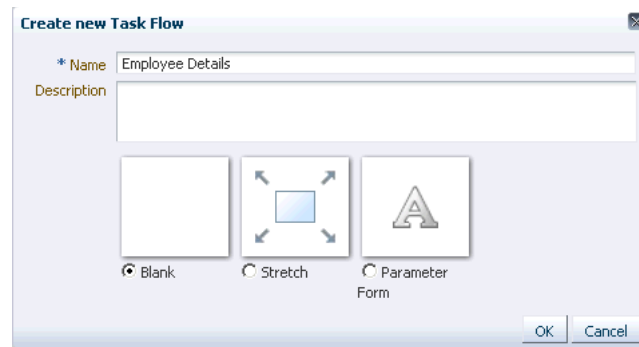 Create new Task Flow
* Name Employee Details
Description
A
Blank
Stretch
Parameter
Form
OK
Cancel